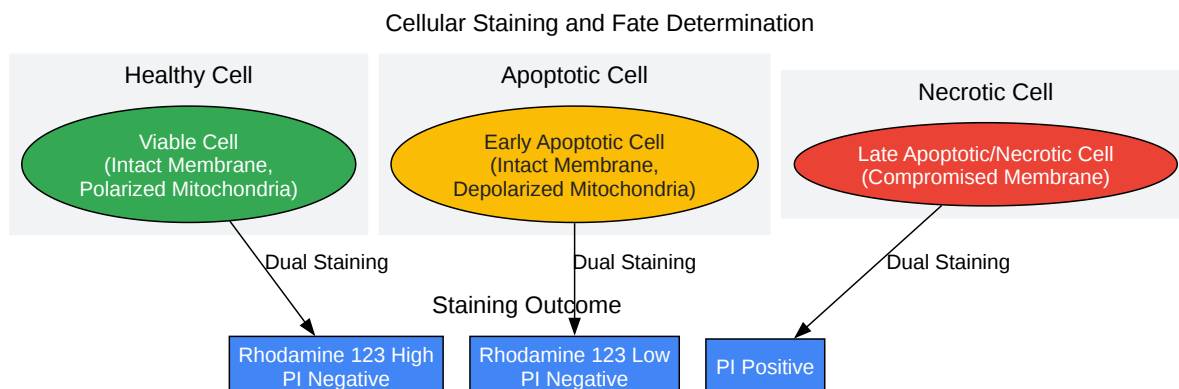 Cellular Staining and Fate Determination
Healthy Cell
Apoptotic Cell
Necrotic Cell
Viable Cell
(Intact Membrane,
Polarized Mitochondria)
Early Apoptotic Cell
(Intact Membrane,
Depolarized Mitochondria)
Late Apoptotic/Necrotic Cell
(Compromised Membrane)
Dual Staining
Dual Staining
Dual Staining
Staining Outcome
Rhodamine 123 High
PI Negative
Rhodamine 123 Low
PI Negative
PI Positive